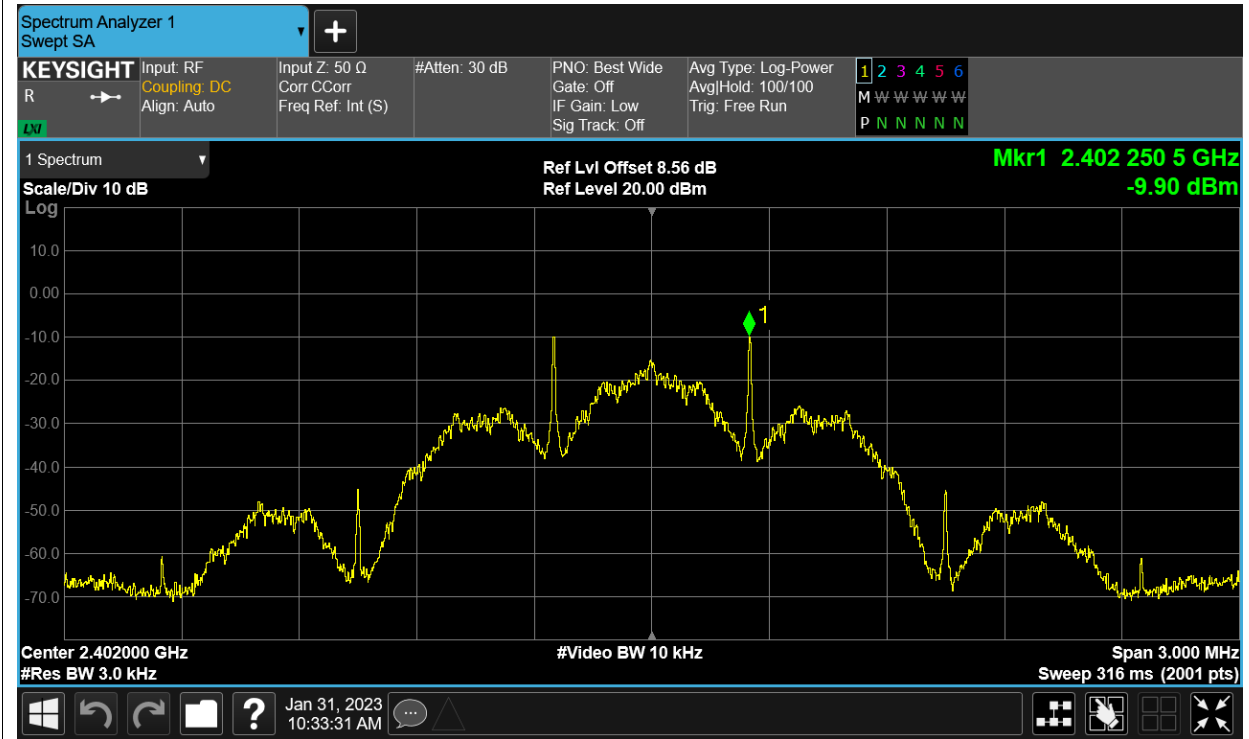 Spectrum Analyzer 1
Swept SA
KEYSIGHT
R
LXI
Input: RF
Coupling: DC
Align: Auto
Input Z: 50 Ω
Corr CCorr
Freq Ref: Int (S)
#Atten: 30 dB
PNO: Best Wide
Gate: Off
IF Gain: Low
Sig Track: Off
Avg Type: Log-Power
Avg|Hold: 100/100
Trig: Free Run
1 2 3 4 5 6
M W W W W W
P N N N N N
1 Spectrum
Scale/Div 10 dB
Ref Lvl Offset 8.56 dB
Ref Level 20.00 dBm
Mkr1 2.402 250 5 GHz
-9.90 dBm
Log
10.0
0.00
-10.0
-20.0
-30.0
-40.0
-50.0
-60.0
-70.0
1
Center 2.402000 GHz
#Video BW 10 kHz
Span 3.000 MHz
#Res BW 3.0 kHz
Sweep 316 ms (2001 pts)
?
Jan 31, 2023
10:33:31 AM